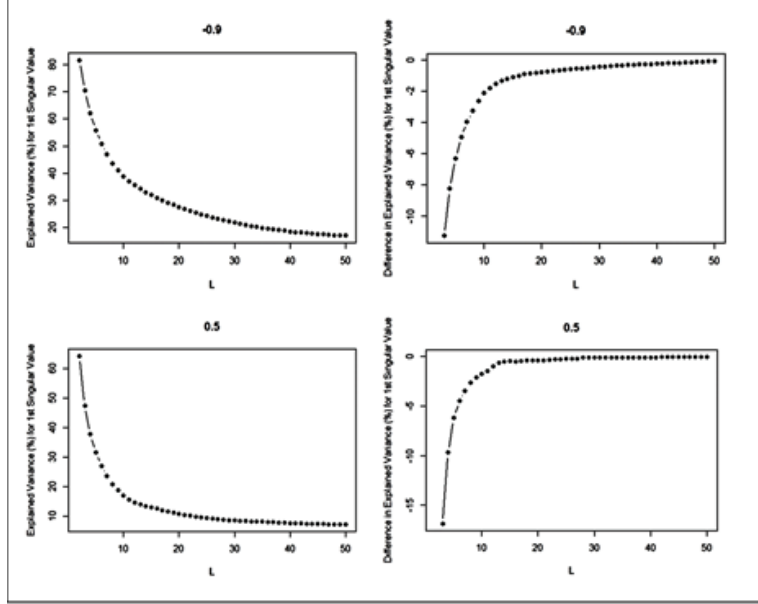 -0.9
Explained Variance (%) for 1st Singular Value
80
70
60
50
40
30
20
10 20 30 40 50
L
-0.9
Difference in Explained Variance (%) for 1st Singular Value
0
-2
-4
-6
-8
-10
10 20 30 40 50
L
0.5
Explained Variance (%) for 1st Singular Value
60
50
40
30
20
10
10 20 30 40 50
L
0.5
Difference in Explained Variance (%) for 1st Singular Value
0
-5
-10
-15
10 20 30 40 50
L